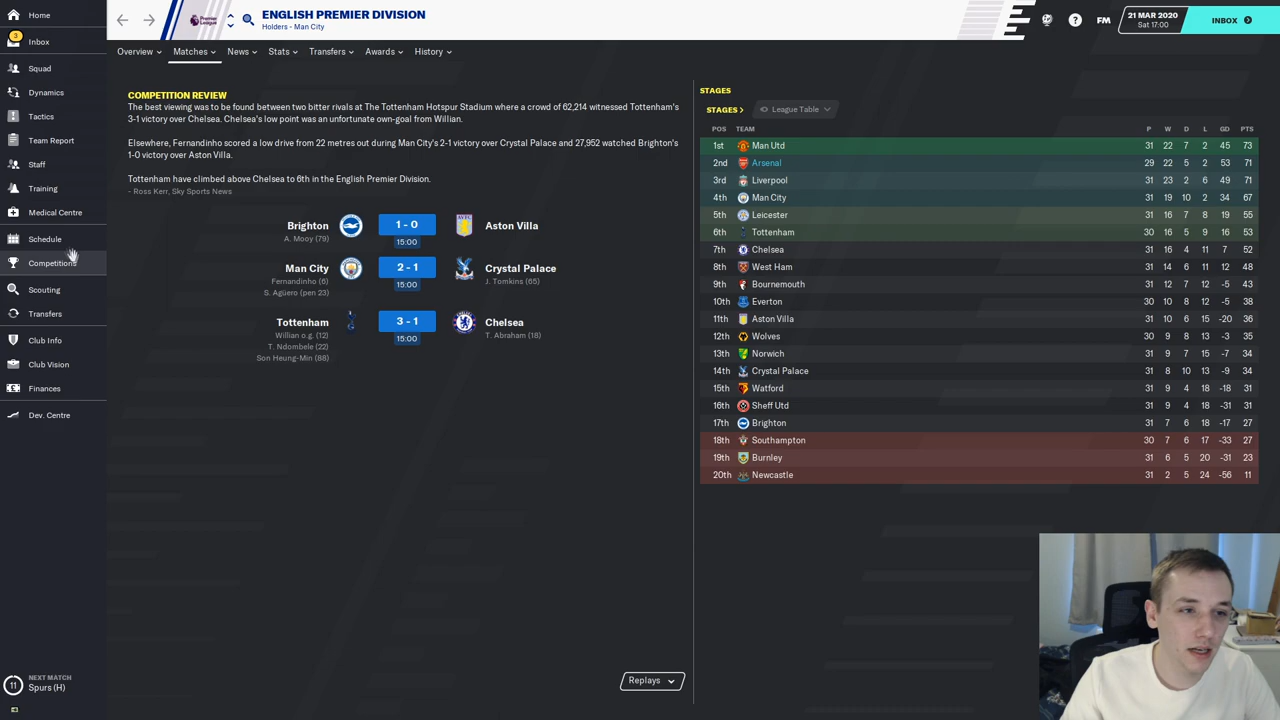 Home
ENGLISH PREMIER DIVISION
Holders - Man City
FM
21 MAR 2020
Sat 17:00
INBOX
3
Inbox
Overview Matches News Stats Transfers Awards History
Squad
Dynamics
Tactics
Team Report
Staff
Training
Medical Centre
Schedule
Competitions
Scouting
Transfers
Club Info
Club Vision
Finances
Dev. Centre
11
NEXT MATCH
Spurs (H)
COMPETITION REVIEW
The best viewing was to be found between two bitter rivals at The Tottenham Hotspur Stadium where a crowd of 62,214 witnessed Tottenham's
3-1 victory over Chelsea. Chelsea's low point was an unfortunate own-goal from Willian.
Elsewhere, Fernandinho scored a low drive from 22 metres out during Man City's 2-1 victory over Crystal Palace and 27,952 watched Brighton's
1-0 victory over Aston Villa.
Tottenham have climbed above Chelsea to 6th in the English Premier Division.
- Ross Kerr, Sky Sports News
Brighton 1 - 0 Aston Villa
A. Mooy (79) 15:00
Man City 2 - 1 Crystal Palace
Fernandinho (6) 15:00 J. Tomkins (65)
S. Agüero (pen 23)
Tottenham 3 - 1 Chelsea
Willian o.g. (12) 15:00 T. Abraham (18)
T. Ndombele (22)
Son Heung-Min (88)
Replays
STAGES
STAGES > League Table
POS TEAM P W D L GD PTS
1st Man Utd 31 22 7 2 45 73
2nd Arsenal 29 22 5 2 53 71
3rd Liverpool 31 23 2 6 49 71
4th Man City 31 19 10 2 34 67
5th Leicester 31 16 7 8 19 55
6th Tottenham 30 16 5 9 16 53
7th Chelsea 31 16 4 11 7 52
8th West Ham 31 14 6 11 12 48
9th Bournemouth 31 12 7 12 -5 43
10th Everton 30 10 8 12 -5 38
11th Aston Villa 31 10 6 15 -20 36
12th Wolves 30 9 8 13 -3 35
13th Norwich 31 9 7 15 -7 34
14th Crystal Palace 31 8 10 13 -9 34
15th Watford 31 9 4 18 -18 31
16th Sheff Utd 31 9 4 18 -31 31
17th Brighton 31 7 6 18 -17 27
18th Southampton 30 7 6 17 -33 27
19th Burnley 31 6 5 20 -31 23
20th Newcastle 31 2 5 24 -56 11